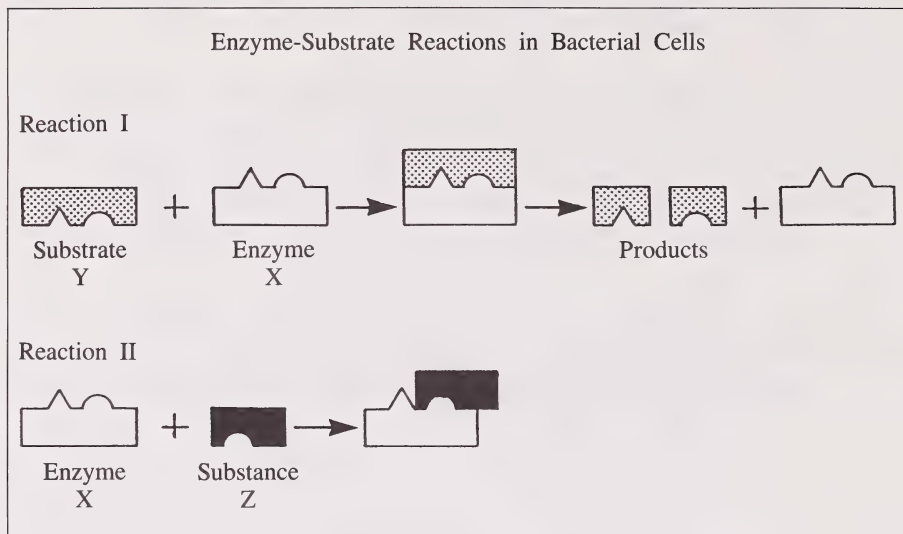 Enzyme-Substrate Reactions in Bacterial Cells
Reaction I
+
+
Substrate
Y
Enzyme
X
Products
Reaction II
+
Enzyme
X
Substance
Z